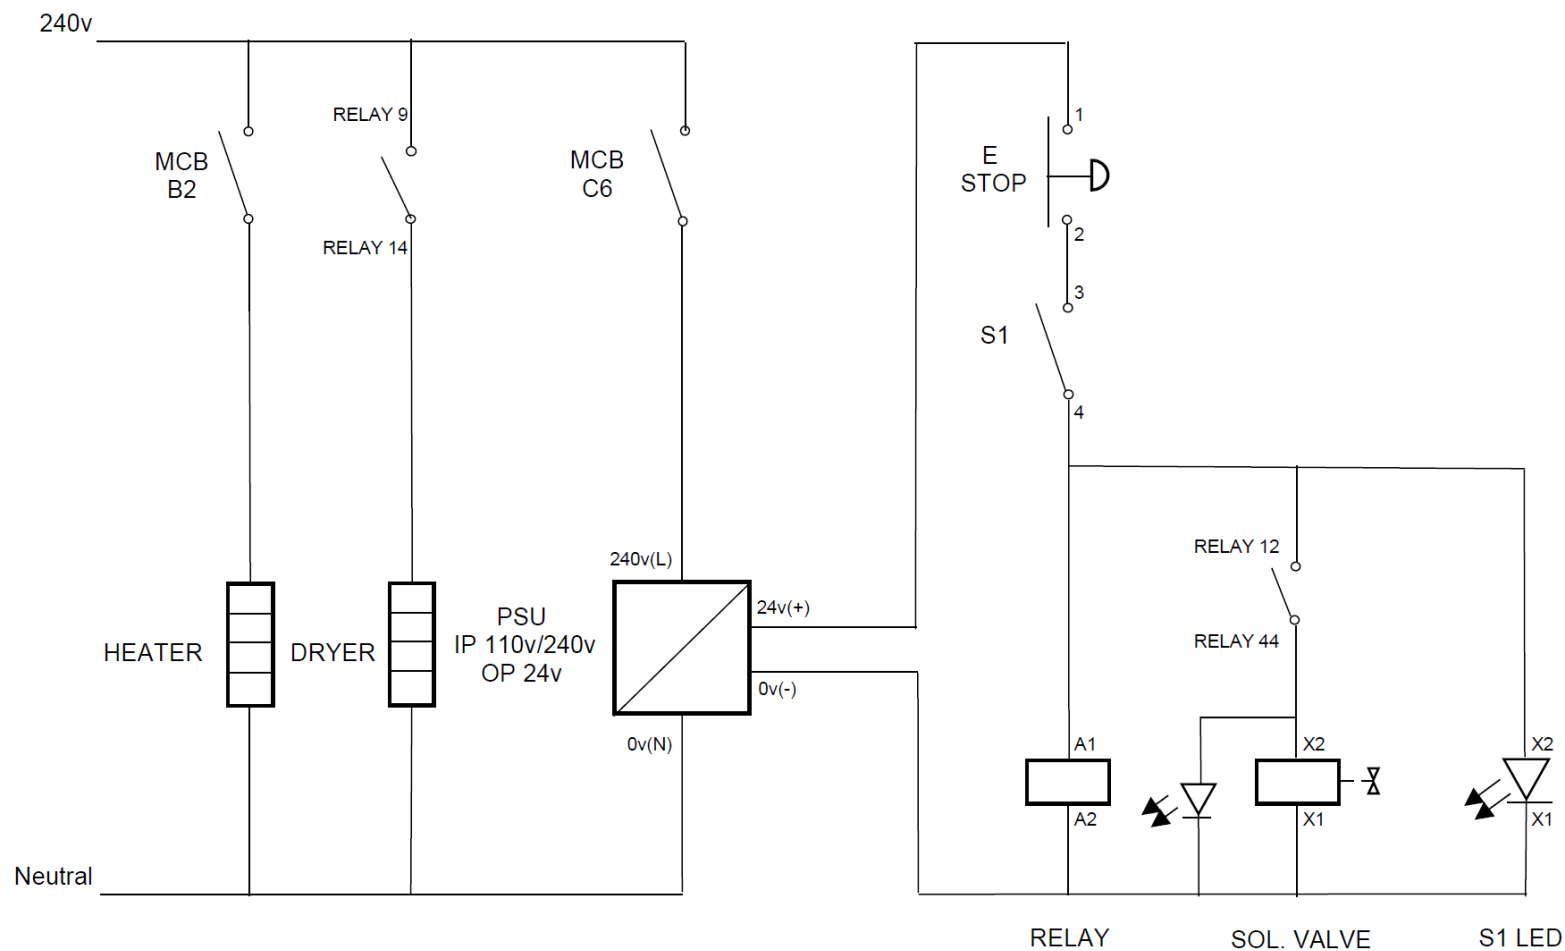 240v
RELAY 9
MCB
B2
RELAY 14
MCB
C6
1
E
STOP
2
3
S1
4
240v(L)
RELAY 12
24v(+)
HEATER
DRYER
PSU
IP 110v/240v
OP 24v
RELAY 44
0v(-)
0v(N)
A1
X2
X2
A2
X1
X1
Neutral
RELAY
SOL. VALVE
S1 LED